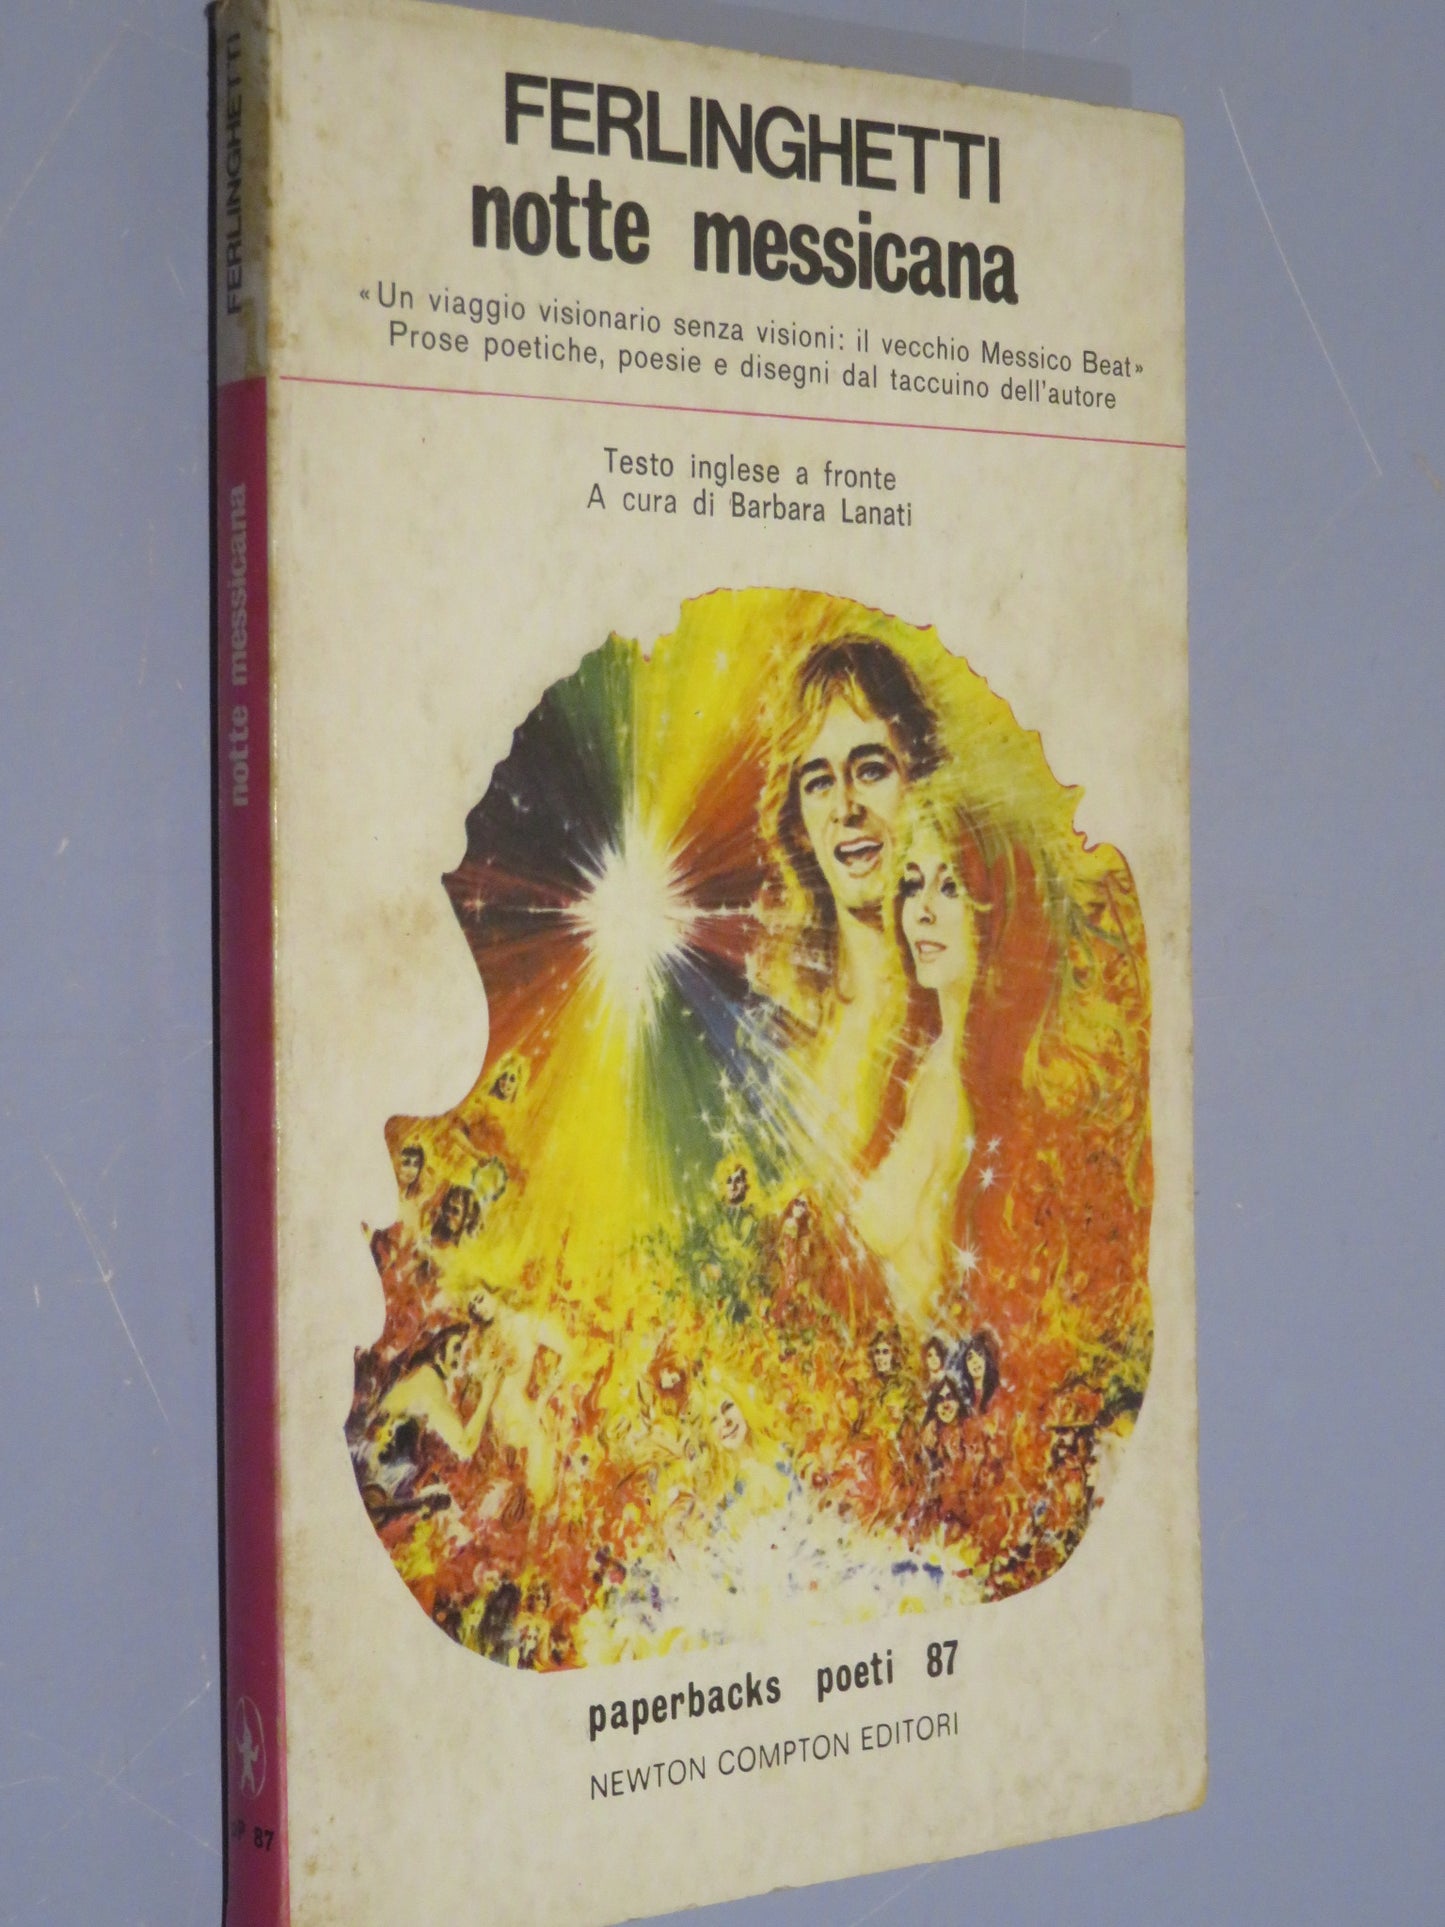 FERLINGHETTI
notte messicana
«Un viaggio visionario senza visioni: il vecchio Messico Beat»
Prose poetiche, poesie e disegni dal taccuino dell'autore
Testo inglese a fronte
A cura di Barbara Lanati
paperbacks poeti 87
NEWTON COMPTON EDITORI
FERLINGHETTI
notte messicana
87